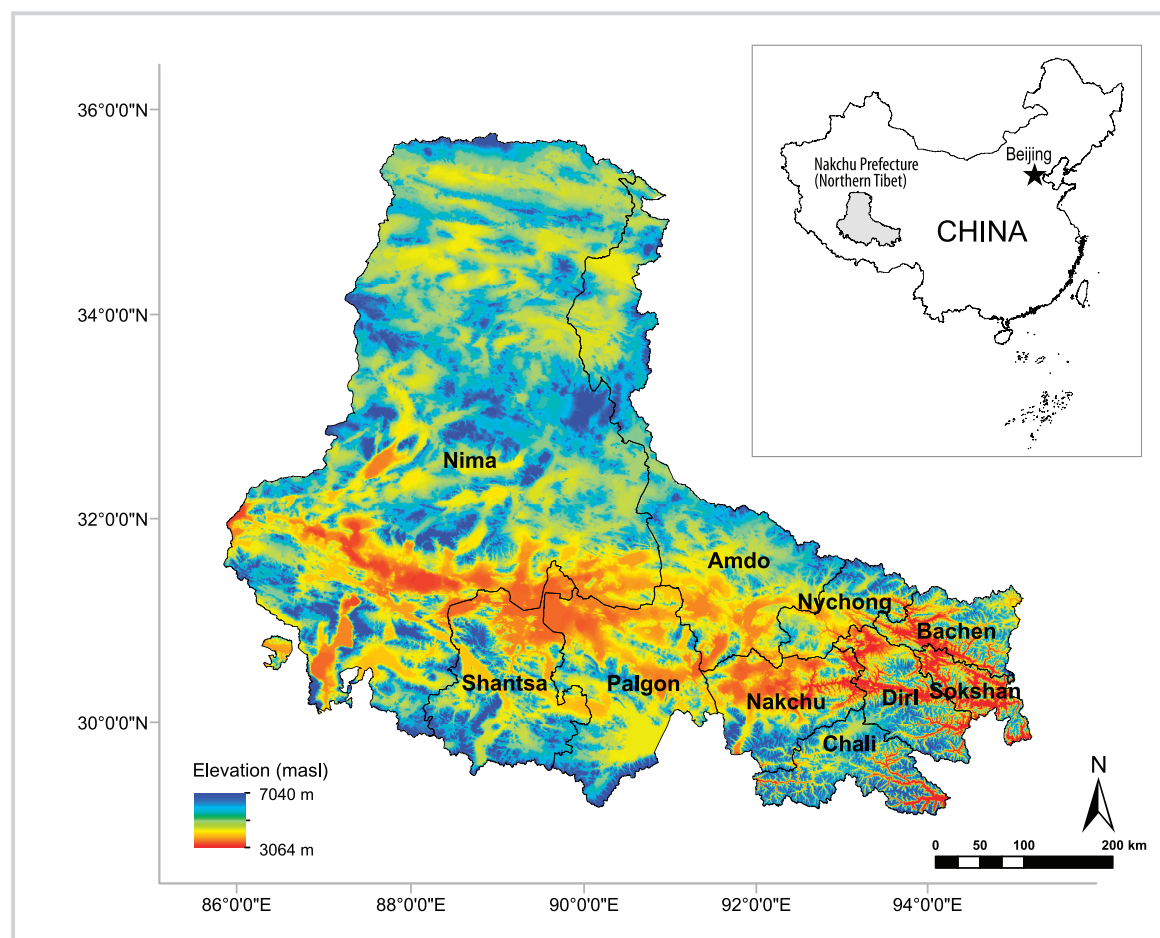 36°0'0"N
34°0'0"N
32°0'0"N
30°0'0"N
Nakchu Prefecture
(Northern Tibet)
Beijing
CHINA
Nima
Amdo
Nychong
Bachen
Shantsa
Palgon
Nakchu
Dirl
Sokshan
Chali
Elevation (masl)
7040 m
3064 m
N
0 50 100 200 km
86°0'0"E 88°0'0"E 90°0'0"E 92°0'0"E 94°0'0"E